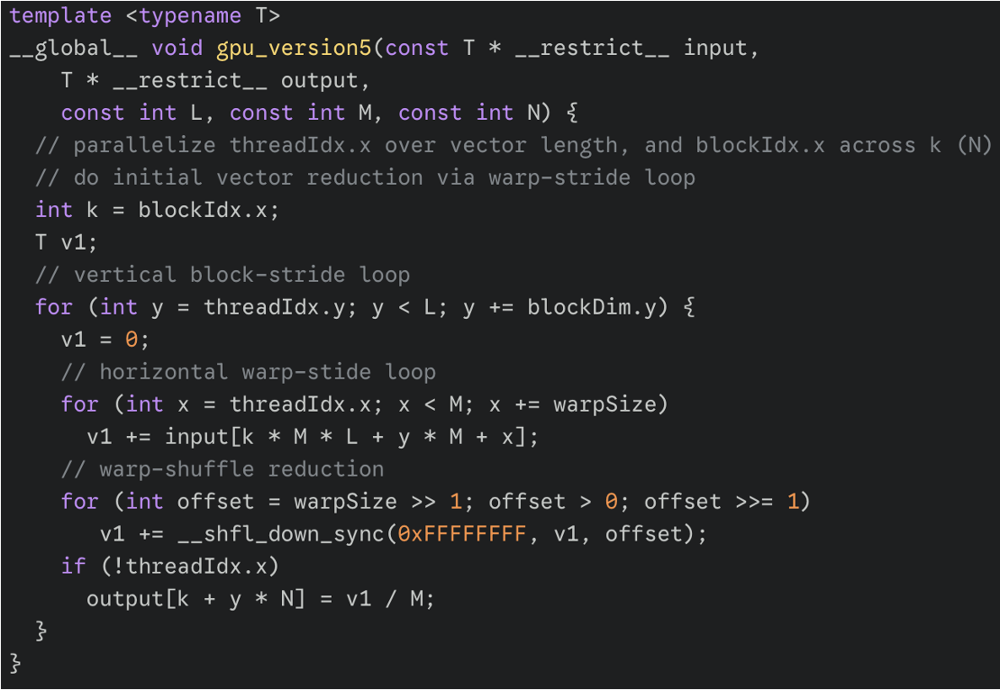 template <typename T>
__global__ void gpu_version5(const T * __restrict__ input,
    T * __restrict__ output,
    const int L, const int M, const int N) {
  // parallelize threadIdx.x over vector length, and blockIdx.x across k (N)
  // do initial vector reduction via warp-stride loop
  int k = blockIdx.x;
  T v1;
  // vertical block-stride loop
  for (int y = threadIdx.y; y < L; y += blockDim.y) {
    v1 = 0;
    // horizontal warp-stide loop
    for (int x = threadIdx.x; x < M; x += warpSize)
      v1 += input[k * M * L + y * M + x];
    // warp-shuffle reduction
    for (int offset = warpSize >> 1; offset > 0; offset >>= 1)
       v1 += __shfl_down_sync(0xFFFFFFFF, v1, offset);
    if (!threadIdx.x)
      output[k + y * N] = v1 / M;
  }
}